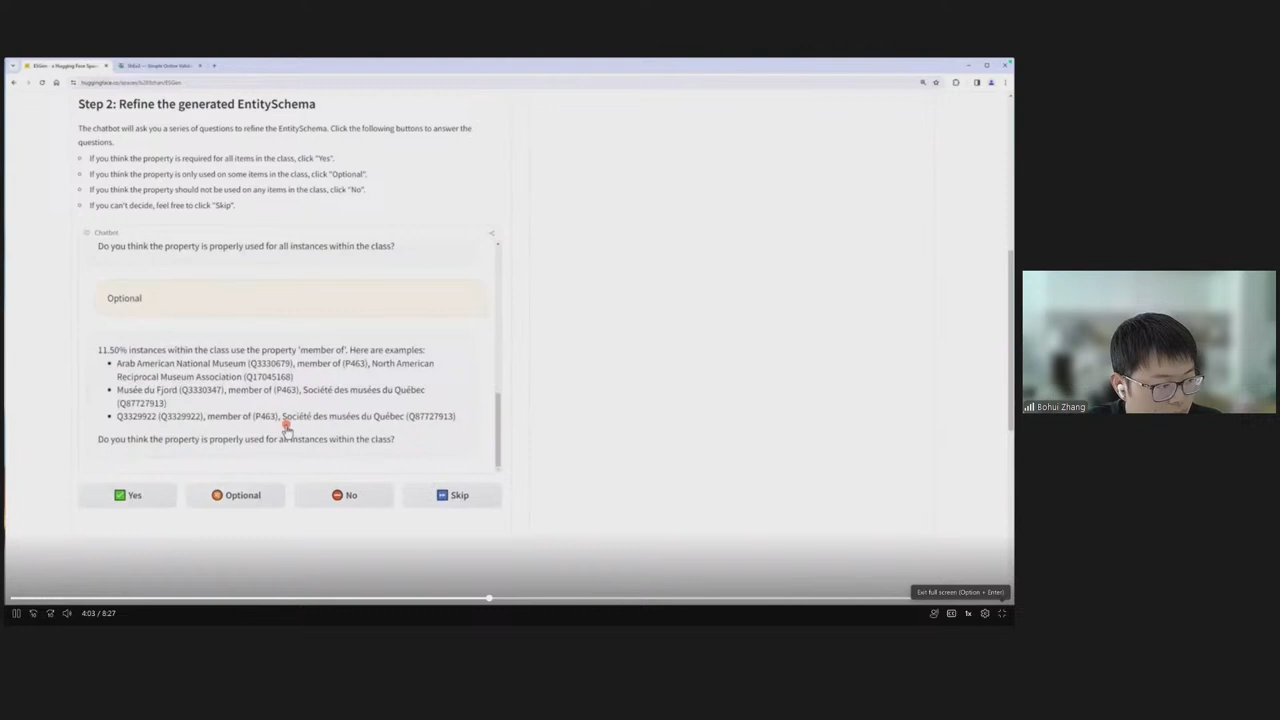 ESGen - a Hugging Face Spac
huggingface.co/spaces/
Step 2: Refine the generated EntitySchema
The chatbot will ask you a series of questions to refine the EntitySchema. Click the following buttons to answer the
questions.
If you think the property is required for all items in the class, click "Yes".
If you think the property is only used on some items in the class, click "Optional".
If you think the property should not be used on any items in the class, click "No".
If you can't decide, feel free to click "Skip".
Chatbot
Do you think the property is properly used for all instances within the class?
Optional
11.50% instances within the class use the property 'member of'. Here are examples:
Arab American National Museum (Q3330679), member of (P463), North American
Reciprocal Museum Association (Q17045168)
Musée du Fjord (Q3330347), member of (P463), Société des musées du Québec
(Q87727913)
Q3329922 (Q3329922), member of (P463), Société des musées du Québec (Q87727913)
Do you think the property is properly used for all instances within the class?
Yes
Optional
No
Skip
Exit full screen (Option + Enter)
4:03 / 8:27
CC
1x
Bohui Zhang